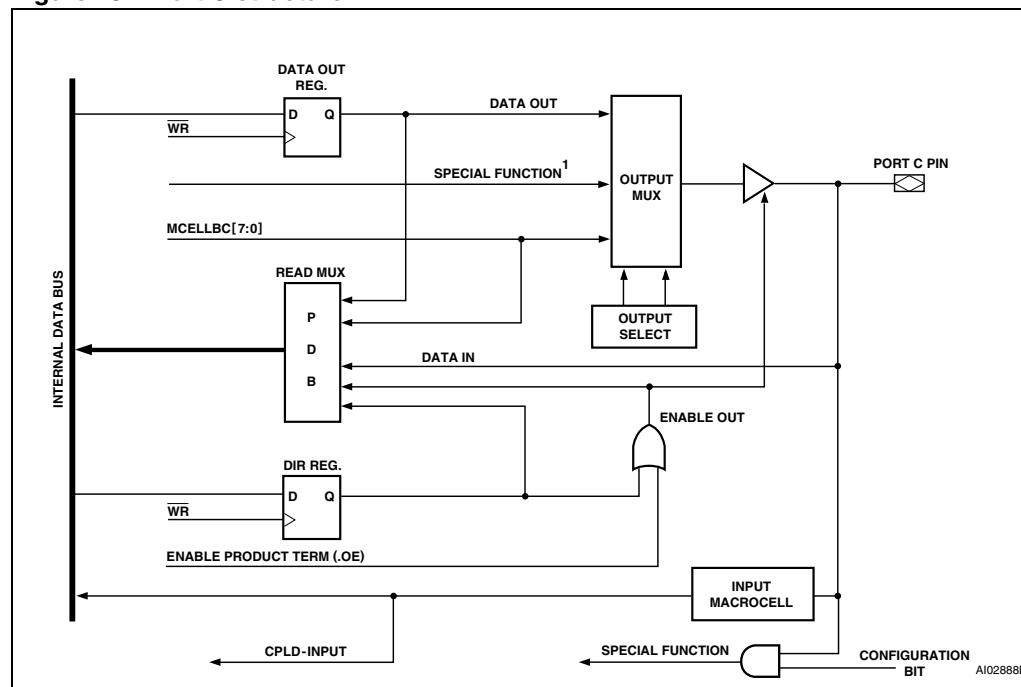 DATA OUT
REG.
D Q
WR
DATA OUT
SPECIAL FUNCTION1
MCELLBC[7:0]
OUTPUT
MUX
PORT C PIN
READ MUX
P
D
B
OUTPUT
SELECT
INTERNAL DATA BUS
DATA IN
ENABLE OUT
DIR REG.
D Q
WR
ENABLE PRODUCT TERM (.OE)
INPUT
MACROCELL
CPLD-INPUT
SPECIAL FUNCTION
CONFIGURATION
BIT